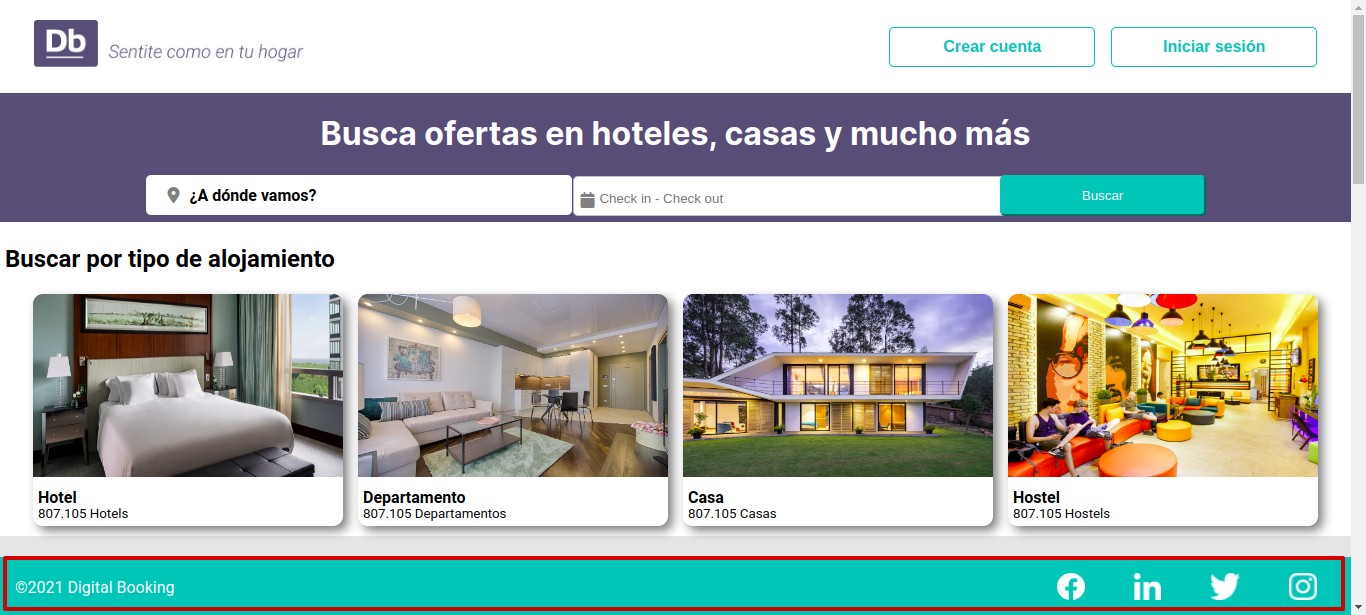 Db
Sentite como en tu hogar
Crear cuenta
Iniciar sesión
Busca ofertas en hoteles, casas y mucho más
¿A dónde vamos?
Check in - Check out
Buscar
Buscar por tipo de alojamiento
Hotel
807.105 Hotels
Departamento
807.105 Departamentos
Casa
807.105 Casas
Hostel
807.105 Hostels
©2021 Digital Booking